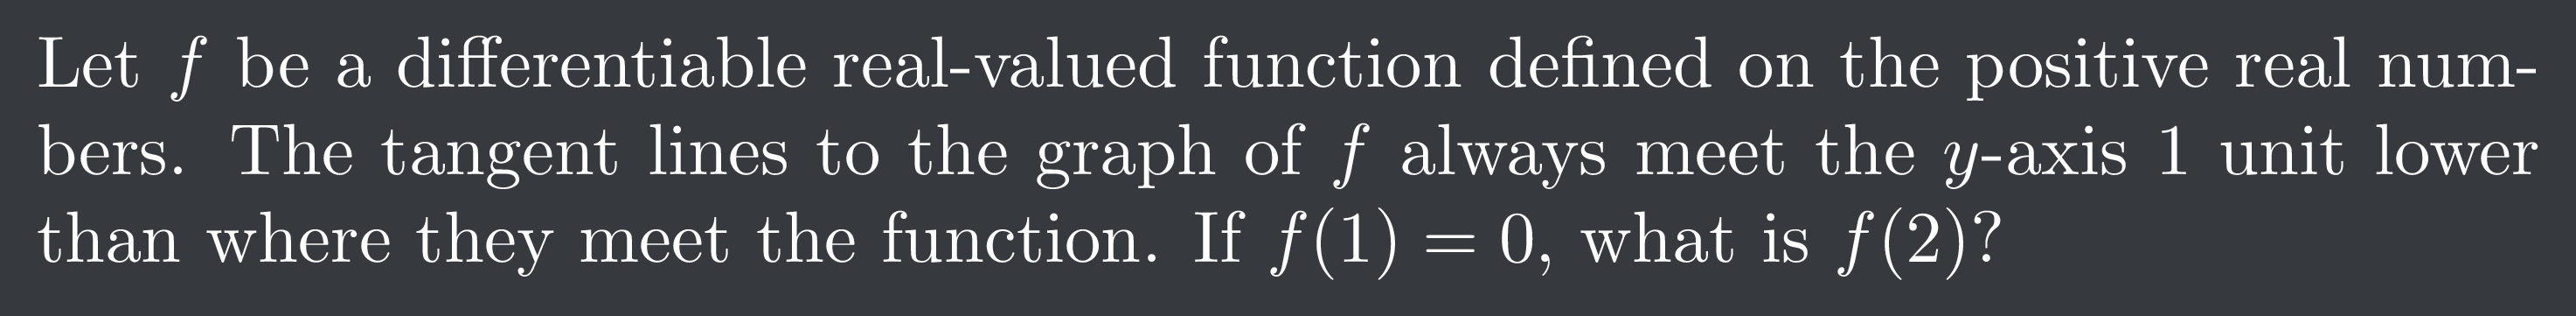 Let f be a differentiable real-valued function defined on the positive real num-
bers. The tangent lines to the graph of f always meet the y-axis 1 unit lower
than where they meet the function. If f(1) = 0, what is f(2)?